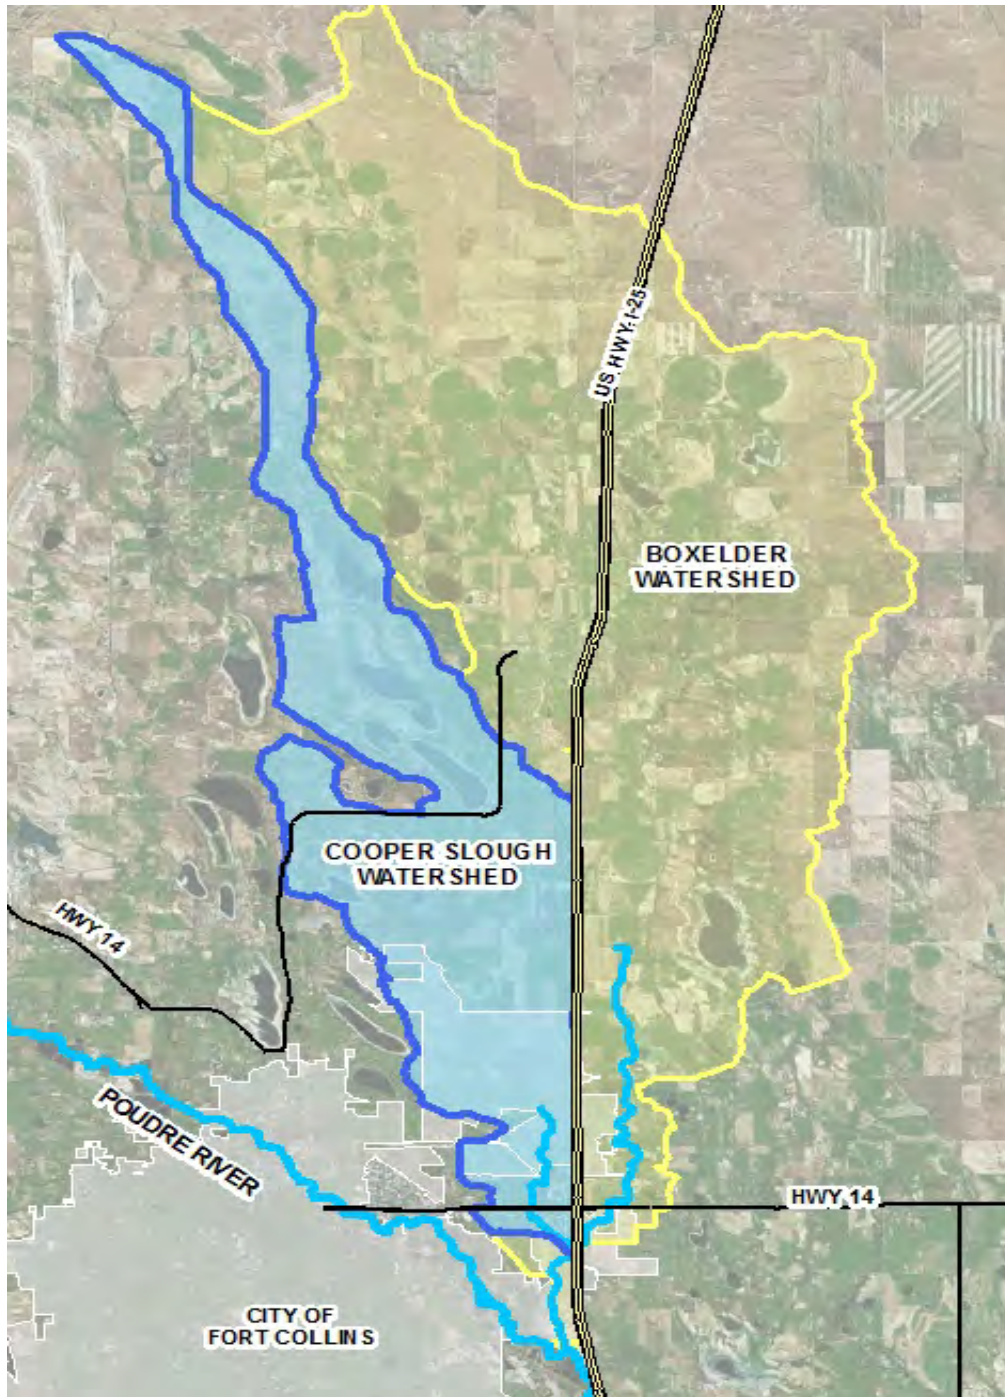 US HWY I-25
BOXELDER
WATERSHED
COOPER SLOUGH
WATERSHED
HWY 14
POUDRE RIVER
HWY 14
CITY OF
FORT COLLINS